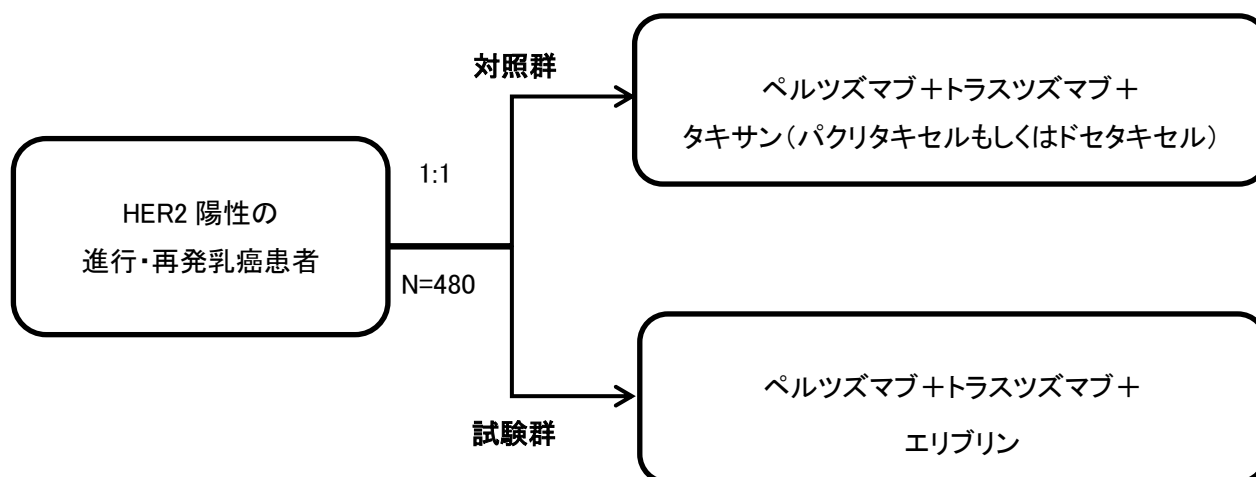 HER2 陽性の
進行・再発乳癌患者
1:1
N=480
対照群
ペルツズマブ＋トラスツズマブ＋
タキサン（パクリタキセルもしくはドセタキセル）
試験群
ペルツズマブ＋トラスツズマブ＋
エリブリン